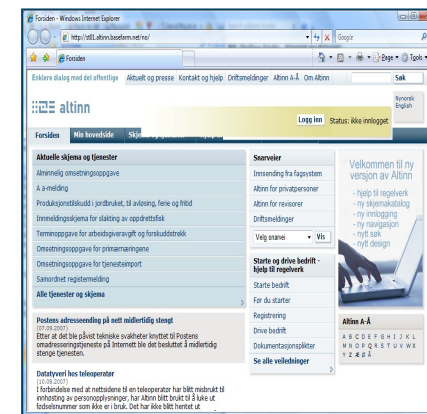 Forsiden - Windows Internet Explorer
http://st01.altinn.basefarm.net/no/
Google
Forsiden
Page
Tools
Enklere dialog med det offentlige
Aktuelt og presse Kontakt og hjelp Driftsmeldinger Altinn A-Å Om Altinn
Søk
altinn
Nynorsk
English
Logg inn Status: ikke innlogget
Forsiden Min hovedside
Aktuelle skjema og tjenester
Alminnelig omsetningsoppgave
A a-melding
Produksjonstilskudd i jordbruket, til avløsing, ferie og fritid
Innmeldingsskjema for slakting av oppdrettsfisk
Terminoppgave for arbeidsgiveravgift og forskuddstrekk
Omsetningsoppgave for primærnæringene
Omsetningsoppgave for tjenesteimport
Samordnet registermelding
Alle tjenester og skjema
Postens adresseending på nett midlertidig stengt
(07.09.2007)
Etter at det ble påvist tekniske svakheter knyttet til Postens
omadresseringstjeneste på Internett ble det besluttet å midlertidig
stenge tjenesten.
Datatyveri hos teleoperatør
(10.08.2007)
I forbindelse med at nettsidene til en teleoperatør har blitt misbrukt til
innhøsting av personopplysninger, har Altinn blitt brukt til å luke ut
fødselsnummer som ikke er i bruk. Det har ikke blitt hentet ut
Snarveier
Innsending fra fagsystem
Altinn for privatpersoner
Altinn for revisorer
Driftsmeldinger
Velg snarvei Vis
Starte og drive bedrift -
hjelp til regelverk
Starte bedrift
Før du starter
Registrering
Drive bedrift
Dokumentasjonsplikter
Se alle veiledninger
Velkommen til ny
versjon av Altinn
- hjelp til regelverk
- ny skjemakatalog
- ny innlogging
- ny navigasjon
- nytt søk
- nytt design
Altinn A-Å
A B C D E F G H I J K L
M N O P Q R S T U V W X
Y Z Æ Ø Å